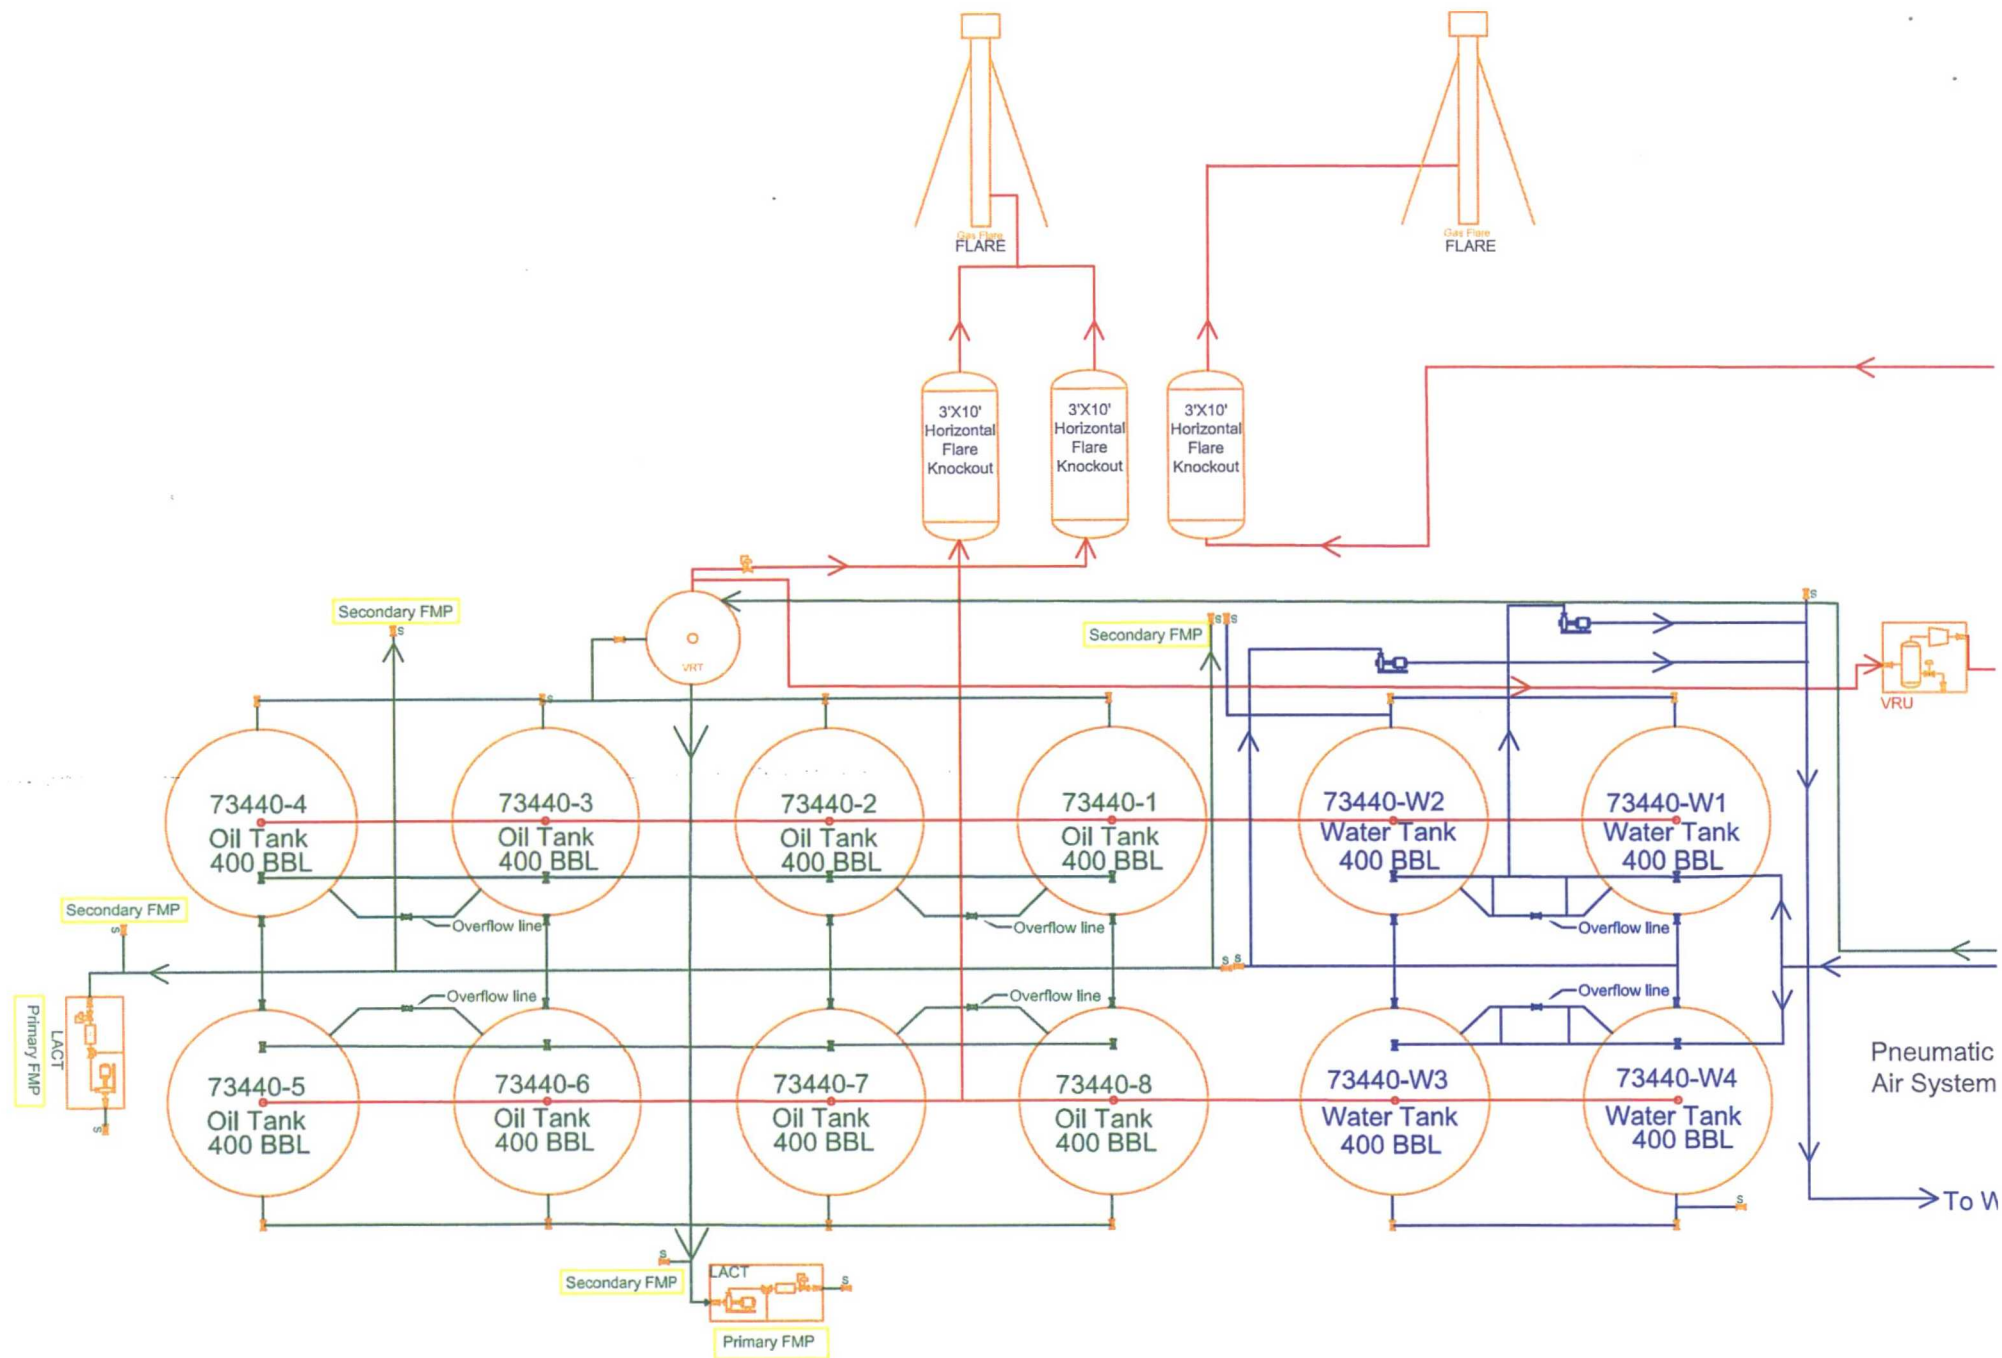 Gas Flare
FLARE
Gas Flare
FLARE
3'X10'
Horizontal
Flare
Knockout
3'X10'
Horizontal
Flare
Knockout
3'X10'
Horizontal
Flare
Knockout
Secondary FMP
S
VRT
Secondary FMP
S
S
S
VRU
S
73440-4
Oil Tank
400 BBL
73440-3
Oil Tank
400 BBL
73440-2
Oil Tank
400 BBL
73440-1
Oil Tank
400 BBL
73440-W2
Water Tank
400 BBL
73440-W1
Water Tank
400 BBL
Secondary FMP
S
Overflow line
Overflow line
Overflow line
S
S
Overflow line
Overflow line
Overflow line
Primary FMP
LACT
S
73440-5
Oil Tank
400 BBL
73440-6
Oil Tank
400 BBL
73440-7
Oil Tank
400 BBL
73440-8
Oil Tank
400 BBL
73440-W3
Water Tank
400 BBL
73440-W4
Water Tank
400 BBL
Pneumatic
Air System
S
To W
S
Secondary FMP
LACT
S
Primary FMP